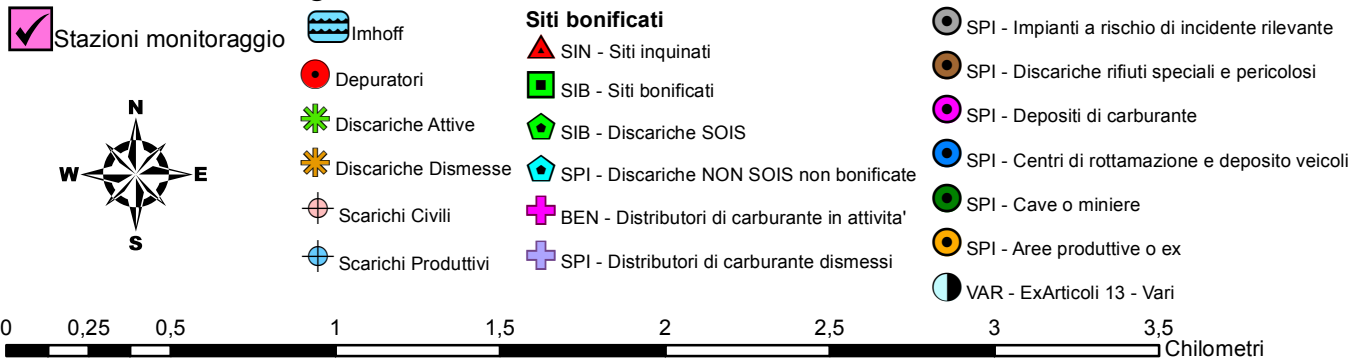 Stazioni monitoraggio
N
W
E
S
Imhoff
Depuratori
Discariche Attive
Discariche Dismesse
Scarichi Civili
Scarichi Produttivi
Siti bonificati
SIN - Siti inquinati
SIB - Siti bonificati
SIB - Discariche SOIS
SPI - Discariche NON SOIS non bonificate
BEN - Distributori di carburante in attivita'
SPI - Distributori di carburante dismessi
SPI - Impianti a rischio di incidente rilevante
SPI - Discariche rifiuti speciali e pericolosi
SPI - Depositi di carburante
SPI - Centri di rottamazione e deposito veicoli
SPI - Cave o miniere
SPI - Aree produttive o ex
VAR - ExArticoli 13 - Vari
0 0,25 0,5 1 1,5 2 2,5 3 3,5
Chilometri